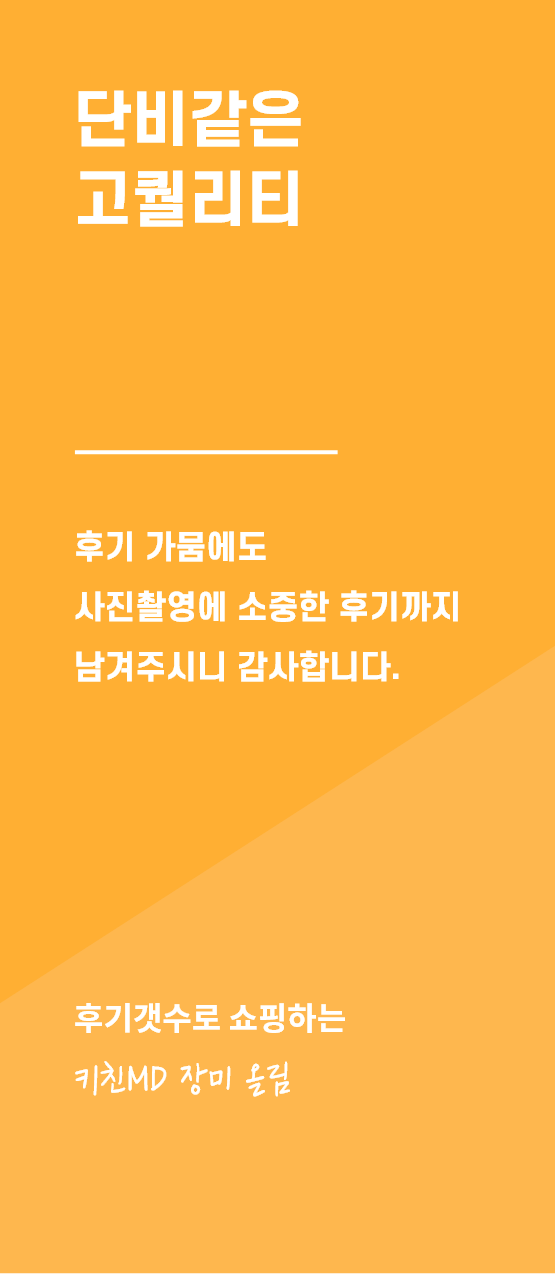 단비같은
고퀄리티
후기 가뭄에도
사진촬영에 소중한 후기까지
남겨주시니 감사합니다.
후기갯수로 쇼핑하는
키친MD 장미 올림